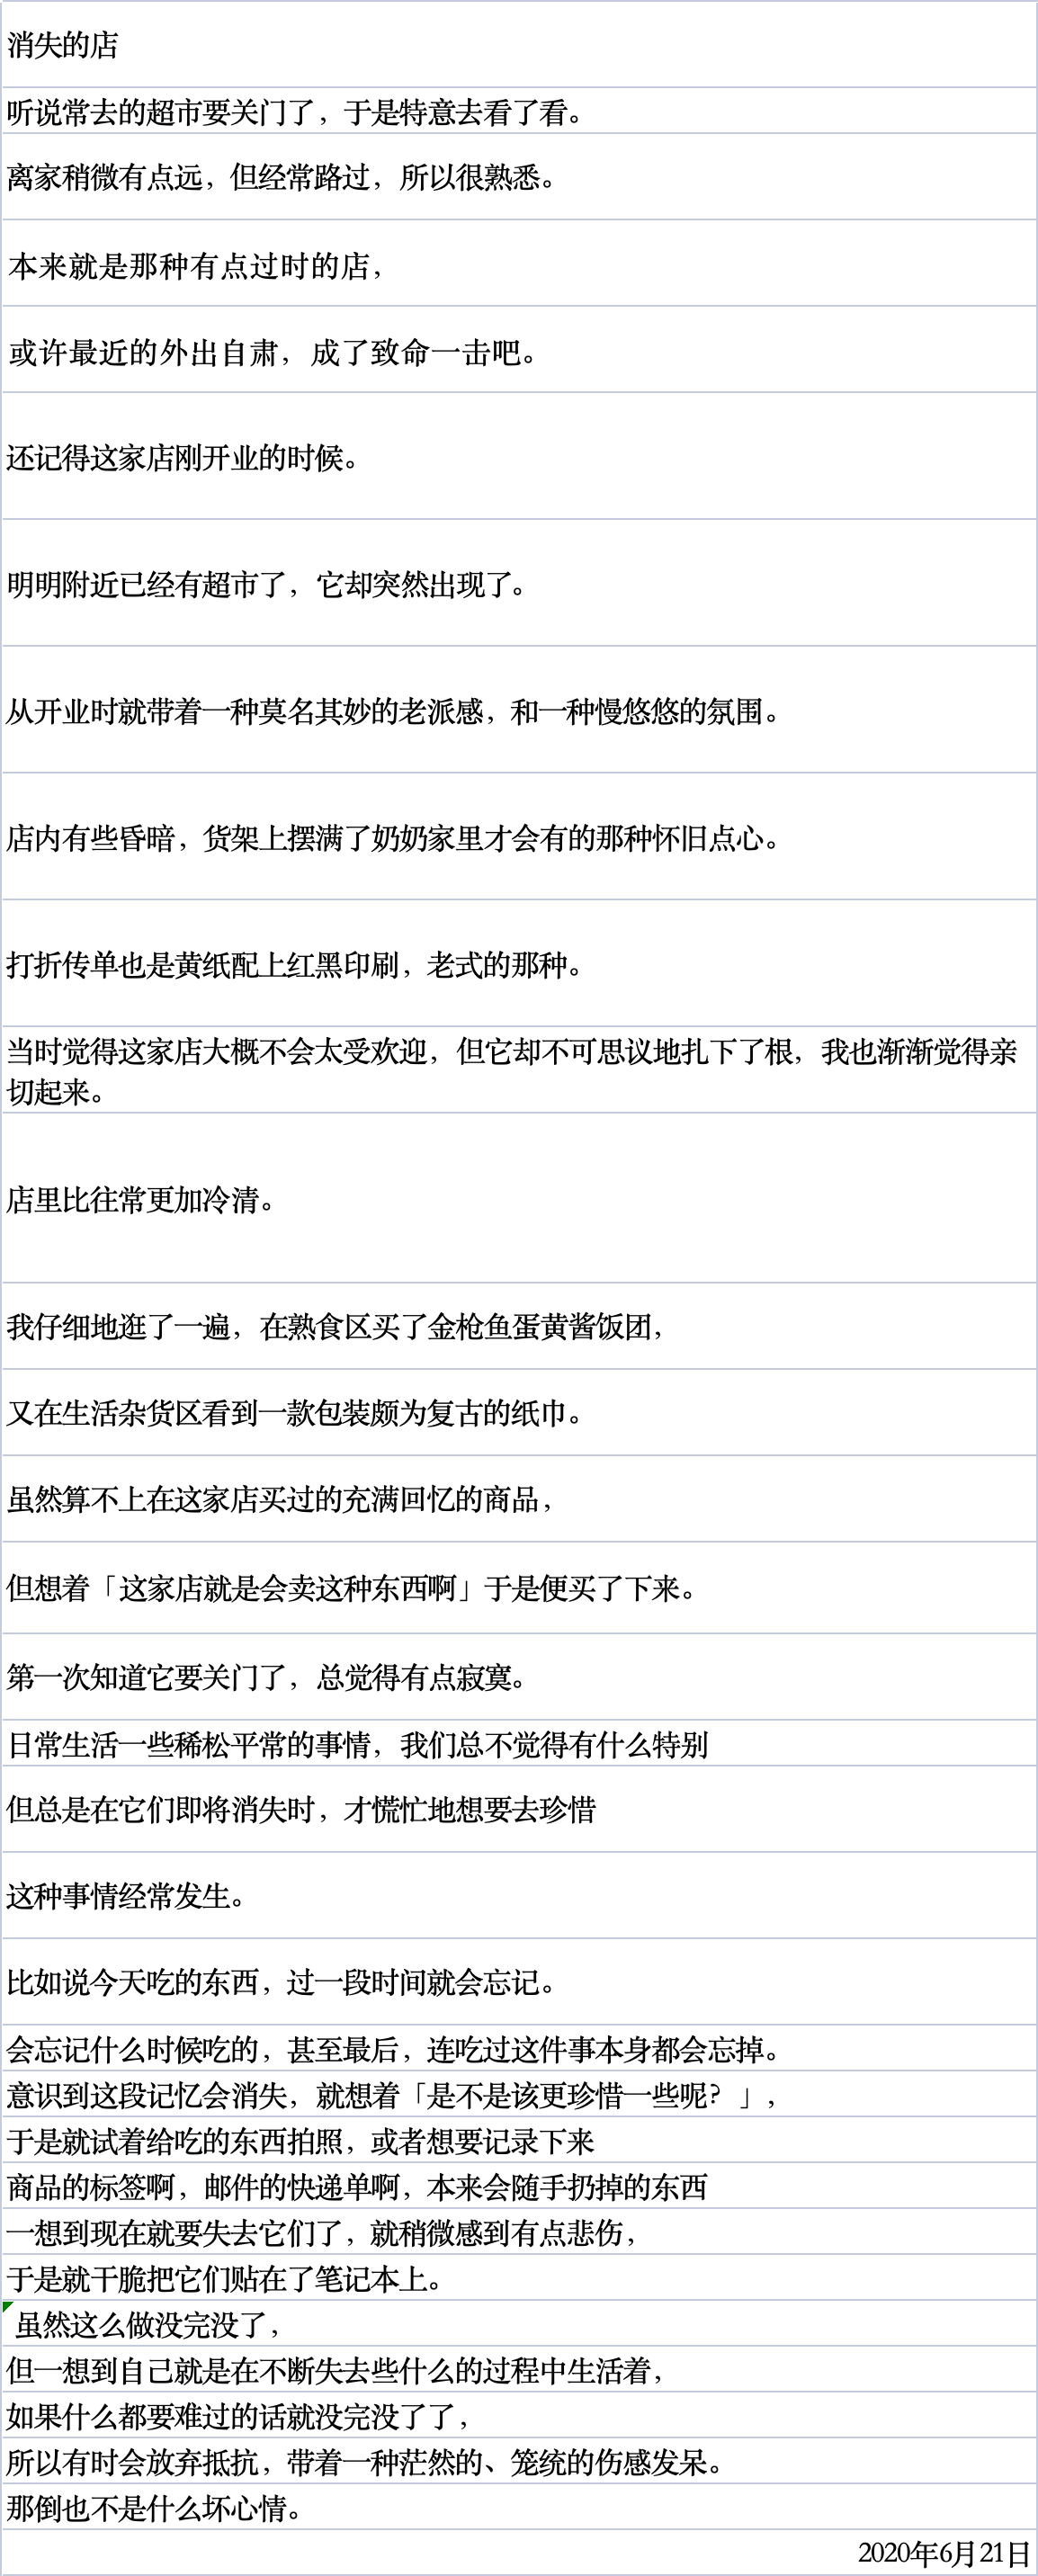 消失的店
听说常去的超市要关门了，于是特意去看了看。
离家稍微有点远，但经常路过，所以很熟悉。
本来就是那种有点过时的店，
或许最近的外出自肃，成了致命一击吧。
还记得这家店刚开业的时候。
明明附近已经有超市了，它却突然出现了。
从开业时就带着一种莫名其妙的老派感，和一种慢悠悠的氛围。
店内有些昏暗，货架上摆满了奶奶家里才会有的那种怀旧点心。
打折传单也是黄纸配上红黑印刷，老式的那种。
当时觉得这家店大概不会太受欢迎，但它却不可思议地扎下了根，我也渐渐觉得亲
切起来。
店里比往常更加冷清。
我仔细地逛了一遍，在熟食区买了金枪鱼蛋黄酱饭团，
又在生活杂货区看到一款包装颇为复古的纸巾。
虽然算不上在这家店买过的充满回忆的商品，
但想着「这家店就是会卖这种东西啊」于是便买了下来。
第一次知道它要关门了，总觉得有点寂寞。
日常生活一些稀松平常的事情，我们总不觉得有什么特别
但总是在它们即将消失时，才慌忙地想要去珍惜
这种事情经常发生。
比如说今天吃的东西，过一段时间就会忘记。
会忘记什么时候吃的，甚至最后，连吃过这件事本身都会忘掉。
意识到这段记忆会消失，就想着「是不是该更珍惜一些呢？」，
于是就试着给吃的东西拍照，或者想要记录下来
商品的标签啊，邮件的快递单啊，本来会随手扔掉的东西
一想到现在就要失去它们了，就稍微感到有点悲伤，
于是就干脆把它们贴在了笔记本上。
虽然这么做没完没了，
但一想到自己就是在不断失去些什么的过程中生活着，
如果什么都要难过的话就没完没了了，
所以有时会放弃抵抗，带着一种茫然的、笼统的伤感发呆。
那倒也不是什么坏心情。
2020年6月21日